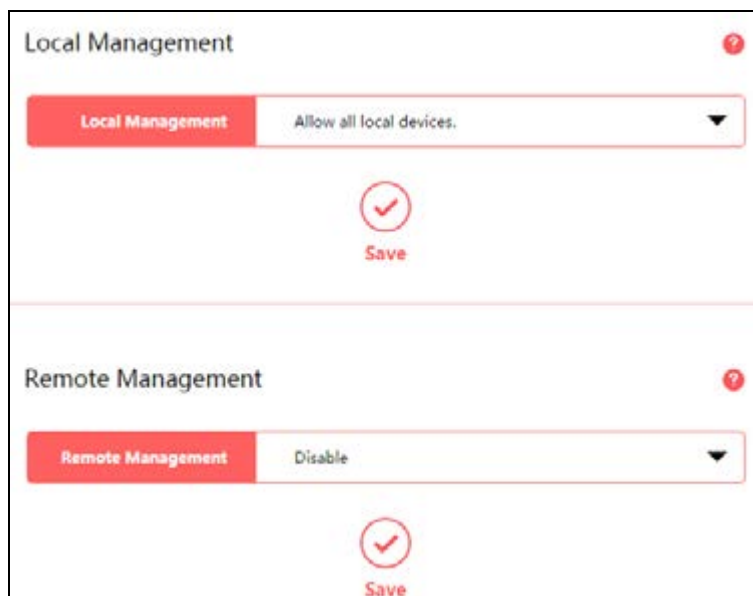 Local Management
?
Local Management Allow all local devices.
Save
Remote Management
?
Remote Management Disable
Save